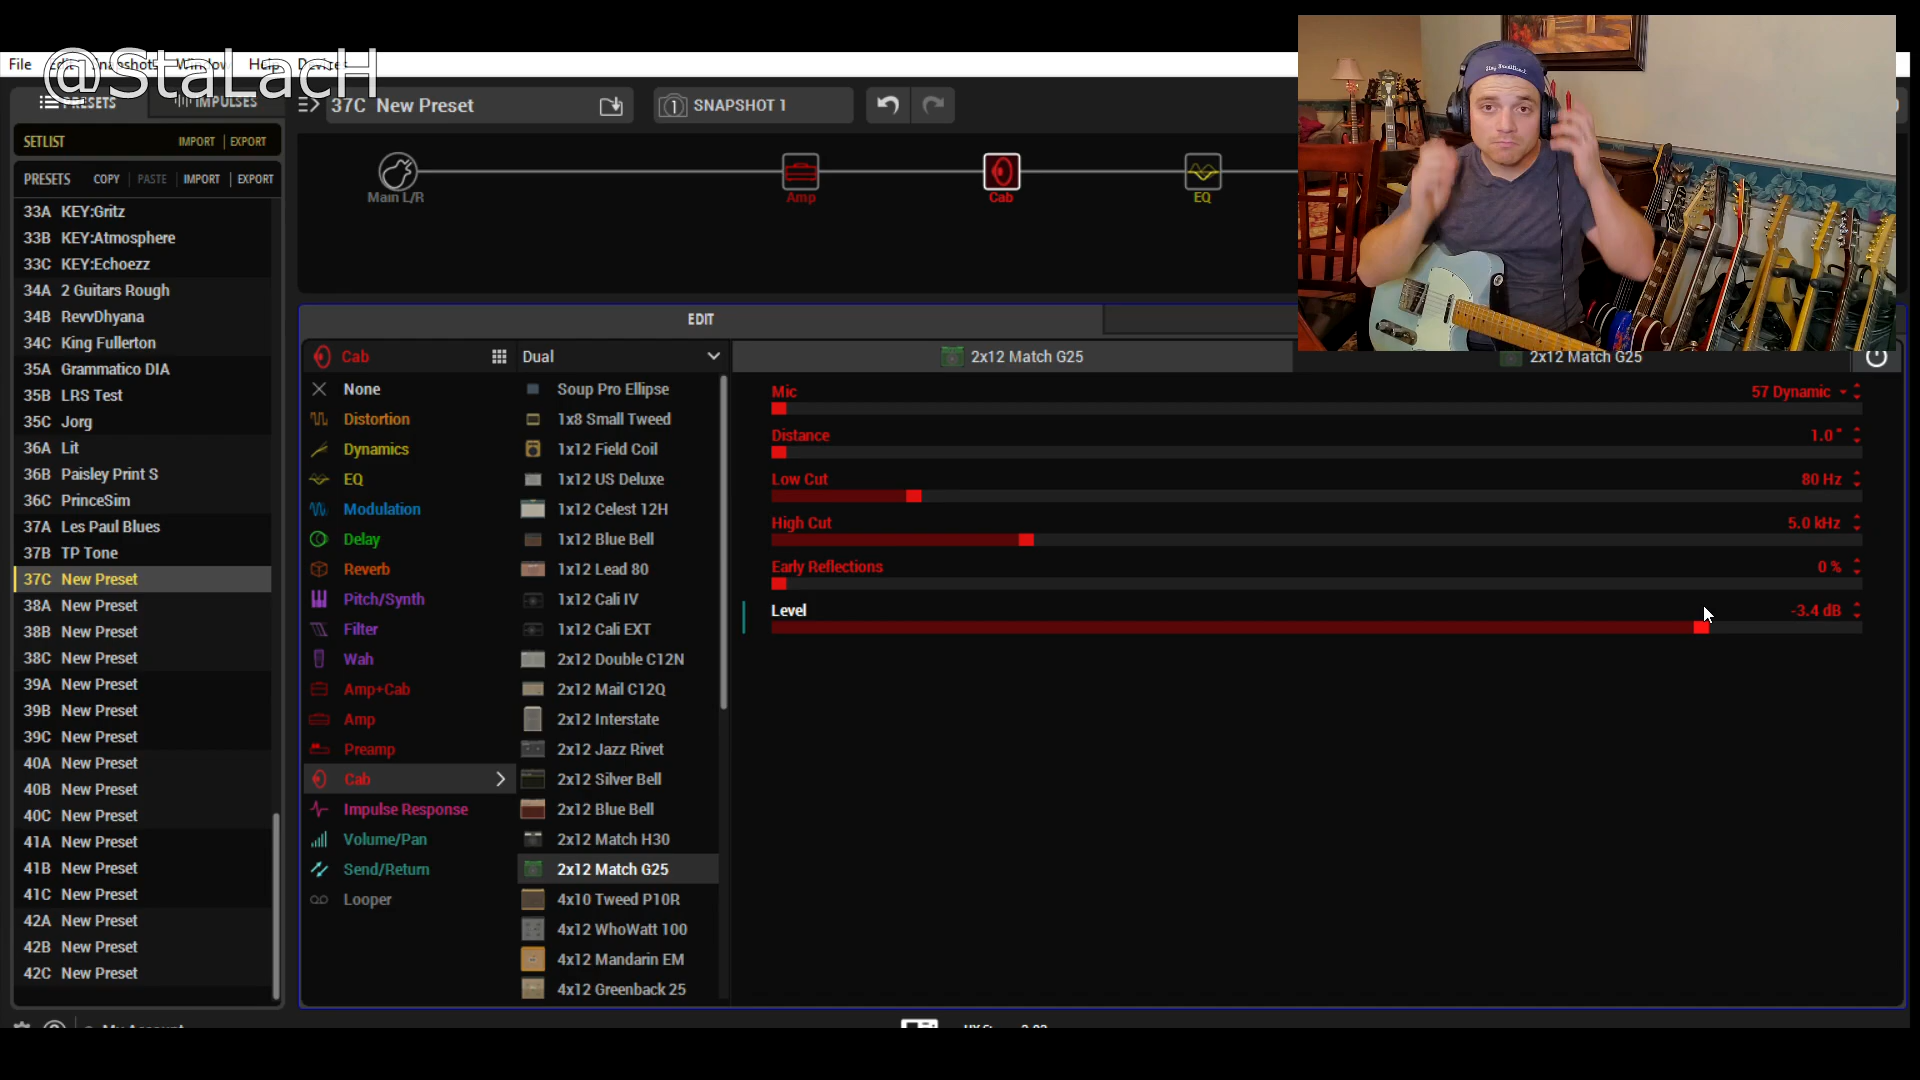 @StaLacH
File Edit Snapshots Window Help Devices
PRESETS IMPULSES
37C New Preset
1 SNAPSHOT 1
SETLIST IMPORT EXPORT
PRESETS COPY PASTE IMPORT EXPORT
Main L/R
Amp
Cab
EQ
33A KEY:Gritz
33B KEY:Atmosphere
33C KEY:Echoezz
34A 2 Guitars Rough
34B RevvDhyana
34C King Fullerton
35A Grammatico DIA
35B LRS Test
35C Jorg
36A Lit
36B Paisley Print S
36C PrinceSim
37A Les Paul Blues
37B TP Tone
37C New Preset
38A New Preset
38B New Preset
38C New Preset
39A New Preset
39B New Preset
39C New Preset
40A New Preset
40B New Preset
40C New Preset
41A New Preset
41B New Preset
41C New Preset
42A New Preset
42B New Preset
42C New Preset
EDIT
Cab
Dual
None
Distortion
Dynamics
EQ
Modulation
Delay
Reverb
Pitch/Synth
Filter
Wah
Amp+Cab
Amp
Preamp
Cab
Impulse Response
Volume/Pan
Send/Return
Looper
Soup Pro Ellipse
1x8 Small Tweed
1x12 Field Coil
1x12 US Deluxe
1x12 Celest 12H
1x12 Blue Bell
1x12 Lead 80
1x12 Cali IV
1x12 Cali EXT
2x12 Double C12N
2x12 Mail C12Q
2x12 Interstate
2x12 Jazz Rivet
2x12 Silver Bell
2x12 Blue Bell
2x12 Match H30
2x12 Match G25
4x10 Tweed P10R
4x12 WhoWatt 100
4x12 Mandarin EM
4x12 Greenback 25
2x12 Match G25
2x12 Match G25
Mic 57 Dynamic
Distance 1.0"
Low Cut 80 Hz
High Cut 5.0 kHz
Early Reflections 0 %
Level -3.4 dB
My Account